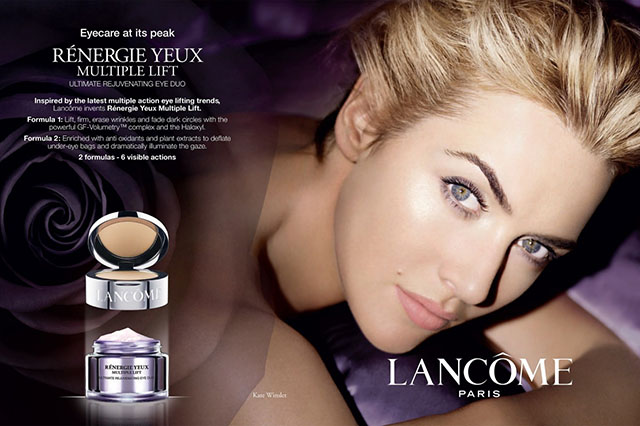 Eyecare at its peak
RÉNERGIE YEUX
MULTIPLE LIFT
ULTIMATE REJUVENATING EYE DUO
Inspired by the latest multiple action eye lifting trends,
Lancôme invents Rénergie Yeux Multiple Lift.
Formula 1: Lift, firm, erase wrinkles and fade dark circles with the
powerful GF-Volumetry™ complex and the Haloxyl.
Formula 2: Enriched with anti oxidants and plant extracts to deflate
under-eye bags and dramatically illuminate the gaze.
2 formulas - 6 visible actions
LANCÔME
RÉNERGIE YEUX
MULTIPLE LIFT
ULTIMATE REJUVENATING EYE DUO
LANCÔME
PARIS